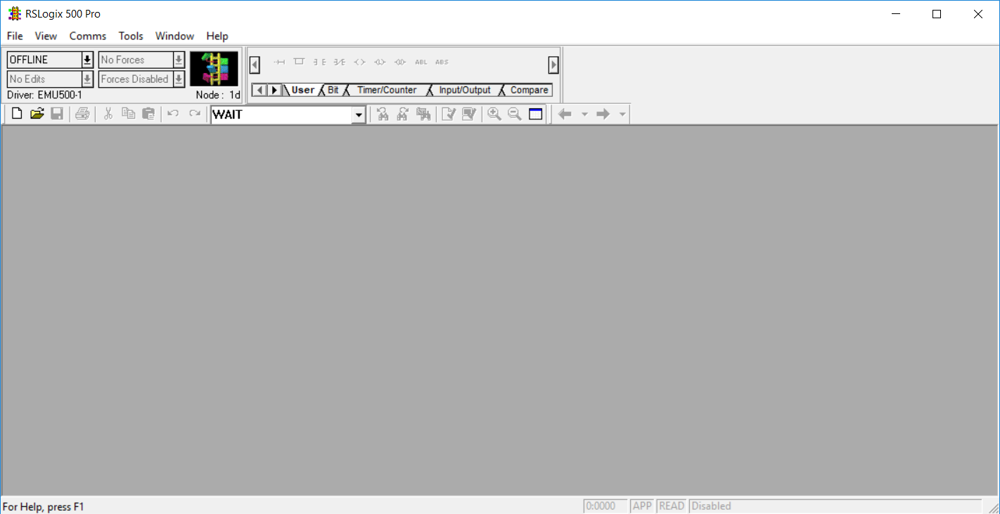 RSLogix 500 Pro
File View Comms Tools Window Help
OFFLINE No Forces
No Edits Forces Disabled
Driver: EMU500-1 Node : 1d
ABL ABS
User Bit Timer/Counter Input/Output Compare
WAIT
For Help, press F1 0:0000 APP READ Disabled